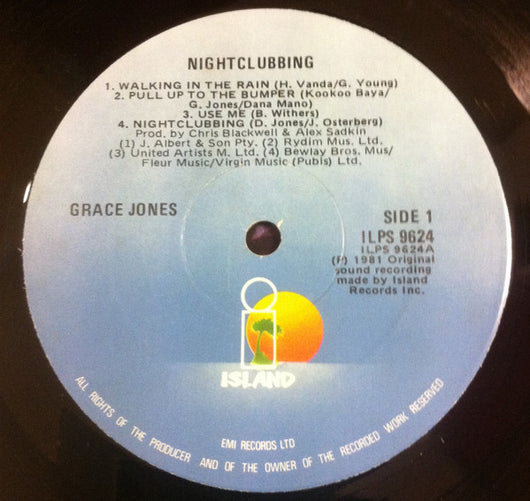 NIGHTCLUBBING
1. WALKING IN THE RAIN (H. Vanda/G. Young)
2. PULL UP TO THE BUMPER (Kookoo Baya/
G. Jones/Dana Mano)
3. USE ME (B. Withers)
4. NIGHTCLUBBING (D. Jones/J. Osterberg)
Prod. by Chris Blackwell & Alex Sadkin
(1) J. Albert & Son Pty. (2) Rydim Mus. Ltd.
(3) United Artists M. Ltd. (4) Bewlay Bros. Mus/
Fleur Music/Virgin Music (Publs) Ltd.
GRACE JONES
SIDE 1
ILPS 9624
ILPS 9624A
(P) 1981 Original
sound recording
made by Island
Records Inc.
ISLAND
EMI RECORDS LTD
ALL RIGHTS OF THE PRODUCER AND OF THE OWNER OF THE RECORDED WORK RESERVED